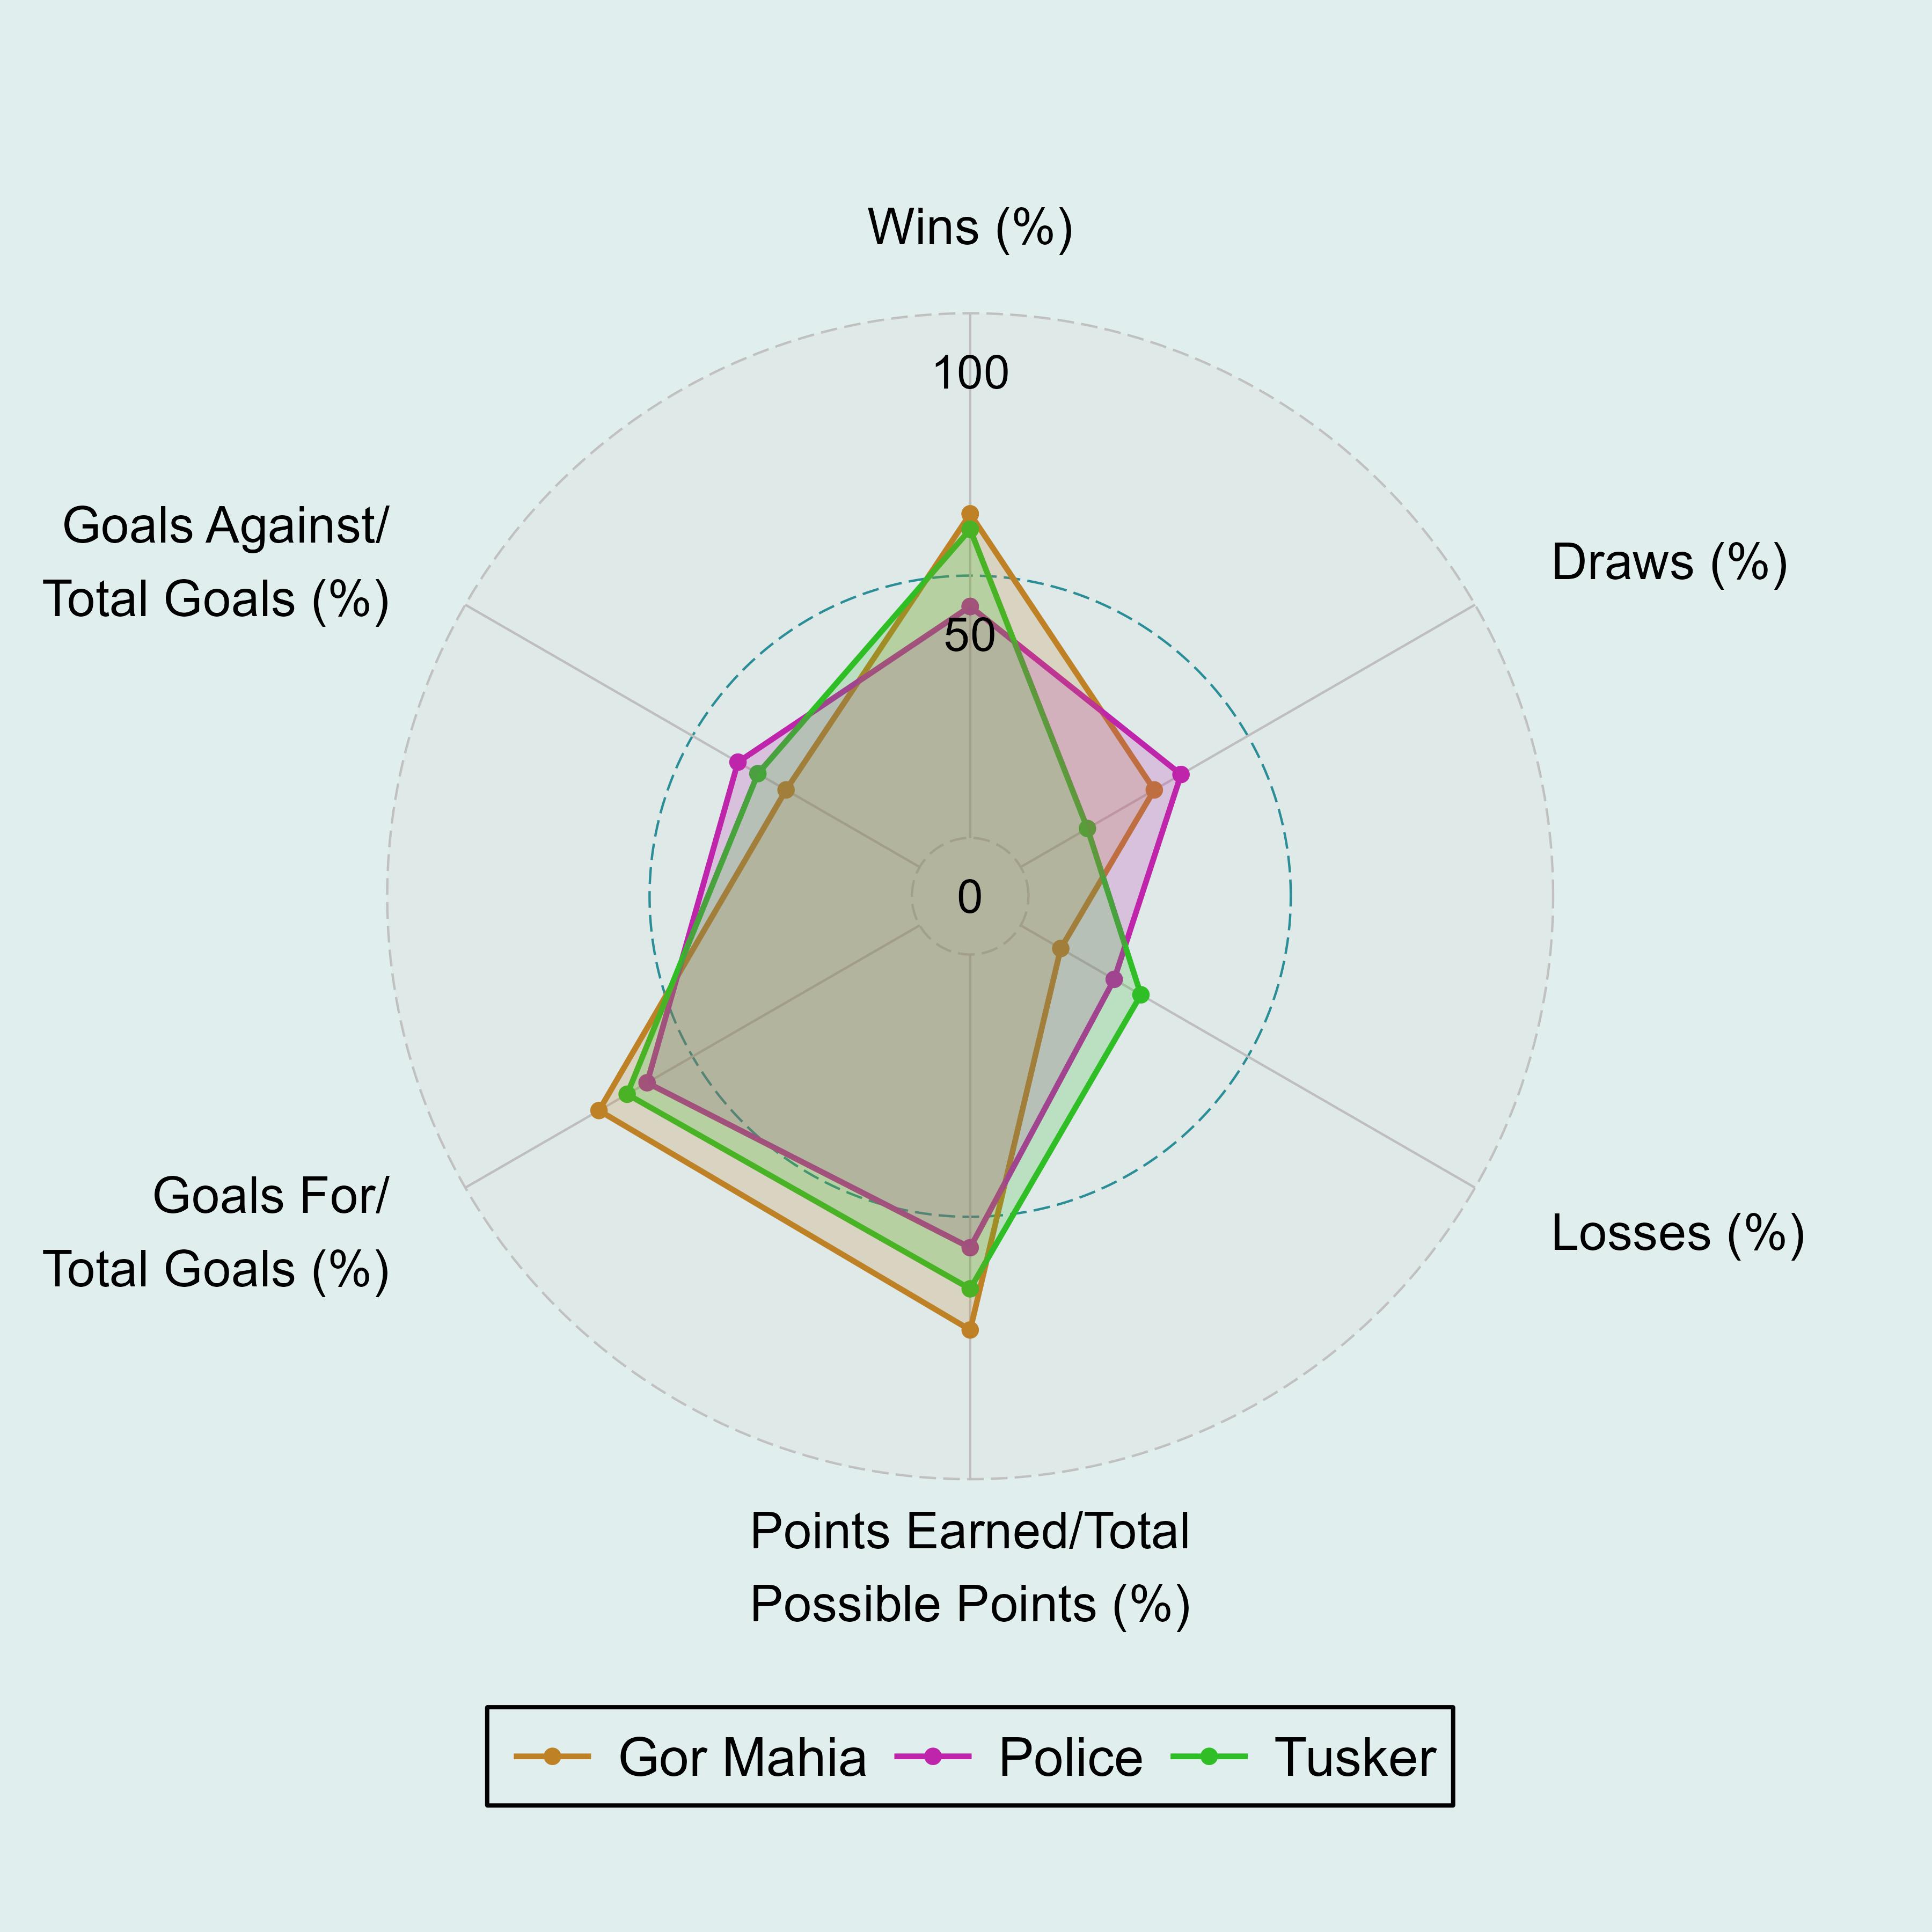 Wins (%)
100
Draws (%)
Goals Against/
Total Goals (%)
50
0
Goals For/
Total Goals (%)
Losses (%)
Points Earned/Total
Possible Points (%)
Gor Mahia
Police
Tusker